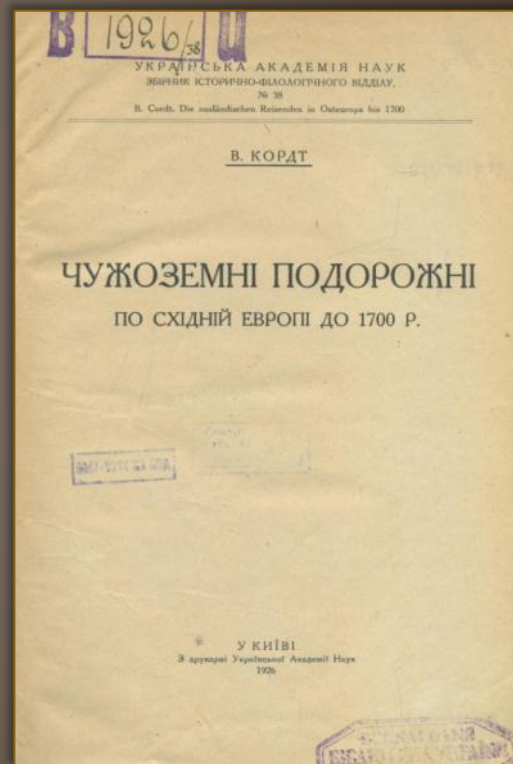 В 1926/38 U
УКРАЇНСЬКА АКАДЕМІЯ НАУК
ЗБІРНИК ІСТОРИЧНО-ФІЛОЛОГІЧНОГО ВІДДІЛУ,
№ 38
B. Cordt. Die ausländischen Reisenden in Osteuropa bis 1700
В. КОРДТ
ЧУЖОЗЕМНІ ПОДОРОЖНІ
ПО СХІДНІЙ ЕВРОПІ ДО 1700 Р.
У КИЇВІ
З друкарні Української Академії Наук
1926